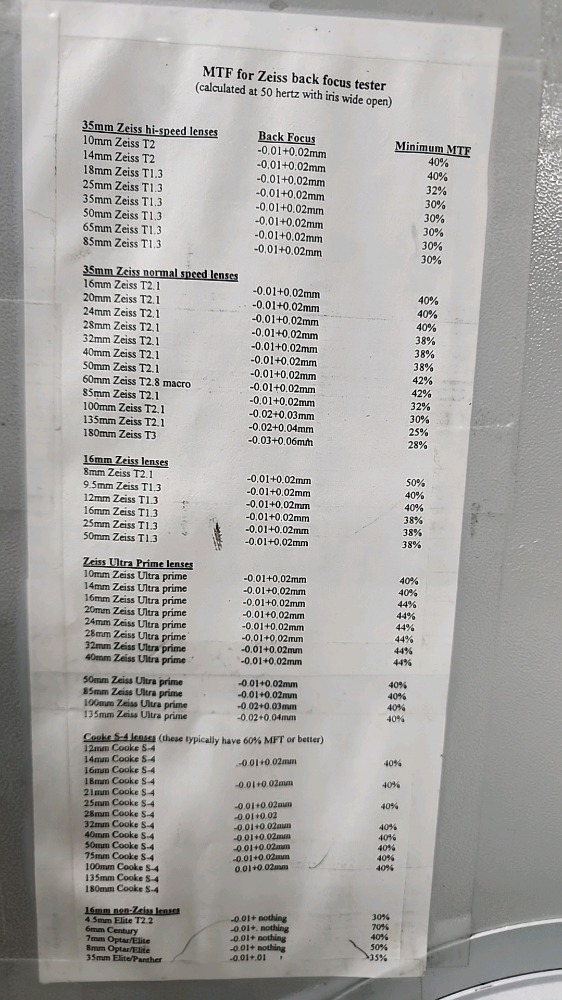 MTF for Zeiss back focus tester
(calculated at 50 hertz with iris wide open)
35mm Zeiss hi-speed lenses Back Focus Minimum MTF
10mm Zeiss T2 -0.01+0.02mm 40%
14mm Zeiss T2 -0.01+0.02mm 40%
18mm Zeiss T1.3 -0.01+0.02mm 32%
25mm Zeiss T1.3 -0.01+0.02mm 30%
35mm Zeiss T1.3 -0.01+0.02mm 30%
50mm Zeiss T1.3 -0.01+0.02mm 30%
65mm Zeiss T1.3 -0.01+0.02mm 30%
85mm Zeiss T1.3 -0.01+0.02mm 30%
35mm Zeiss normal speed lenses
16mm Zeiss T2.1 -0.01+0.02mm 40%
20mm Zeiss T2.1 -0.01+0.02mm 40%
24mm Zeiss T2.1 -0.01+0.02mm 40%
28mm Zeiss T2.1 -0.01+0.02mm 38%
32mm Zeiss T2.1 -0.01+0.02mm 38%
40mm Zeiss T2.1 -0.01+0.02mm 38%
50mm Zeiss T2.1 -0.01+0.02mm 42%
60mm Zeiss T2.8 macro -0.01+0.02mm 42%
85mm Zeiss T2.1 -0.01+0.02mm 32%
100mm Zeiss T2.1 -0.02+0.03mm 30%
135mm Zeiss T2.1 -0.02+0.04mm 25%
180mm Zeiss T3 -0.03+0.06mm 28%
16mm Zeiss lenses
8mm Zeiss T2.1 -0.01+0.02mm 50%
9.5mm Zeiss T1.3 -0.01+0.02mm 40%
12mm Zeiss T1.3 -0.01+0.02mm 40%
16mm Zeiss T1.3 -0.01+0.02mm 38%
25mm Zeiss T1.3 -0.01+0.02mm 38%
50mm Zeiss T1.3 -0.01+0.02mm 38%
Zeiss Ultra Prime lenses
10mm Zeiss Ultra prime -0.01+0.02mm 40%
14mm Zeiss Ultra prime -0.01+0.02mm 40%
16mm Zeiss Ultra prime -0.01+0.02mm 44%
20mm Zeiss Ultra prime -0.01+0.02mm 44%
24mm Zeiss Ultra prime -0.01+0.02mm 44%
28mm Zeiss Ultra prime -0.01+0.02mm 44%
32mm Zeiss Ultra prime -0.01+0.02mm 44%
40mm Zeiss Ultra prime -0.01+0.02mm 44%
50mm Zeiss Ultra prime -0.01+0.02mm 40%
85mm Zeiss Ultra prime -0.01+0.02mm 40%
100mm Zeiss Ultra prime -0.02+0.03mm 40%
135mm Zeiss Ultra prime -0.02+0.04mm 40%
Cooke S-4 lenses (these typically have 60% MFT or better)
12mm Cooke S-4
14mm Cooke S-4 -0.01+0.02mm 40%
16mm Cooke S-4
18mm Cooke S-4 -0.01+0.02mm 40%
21mm Cooke S-4
25mm Cooke S-4 -0.01+0.02mm 40%
28mm Cooke S-4 -0.01+0.02
32mm Cooke S-4 -0.01+0.02mm 40%
40mm Cooke S-4 -0.01+0.02mm 40%
50mm Cooke S-4 -0.01+0.02mm 40%
75mm Cooke S-4 -0.01+0.02mm 40%
100mm Cooke S-4 0.01+0.02mm 40%
135mm Cooke S-4
180mm Cooke S-4
16mm non-Zeiss lenses
4.5mm Elite T2.2 -0.01+ nothing 30%
6mm Century -0.01+ nothing 70%
7mm Optar/Elite -0.01+ nothing 40%
8mm Optar/Elite -0.01+ nothing 50%
35mm Elite/Panther -0.01+.01 35%